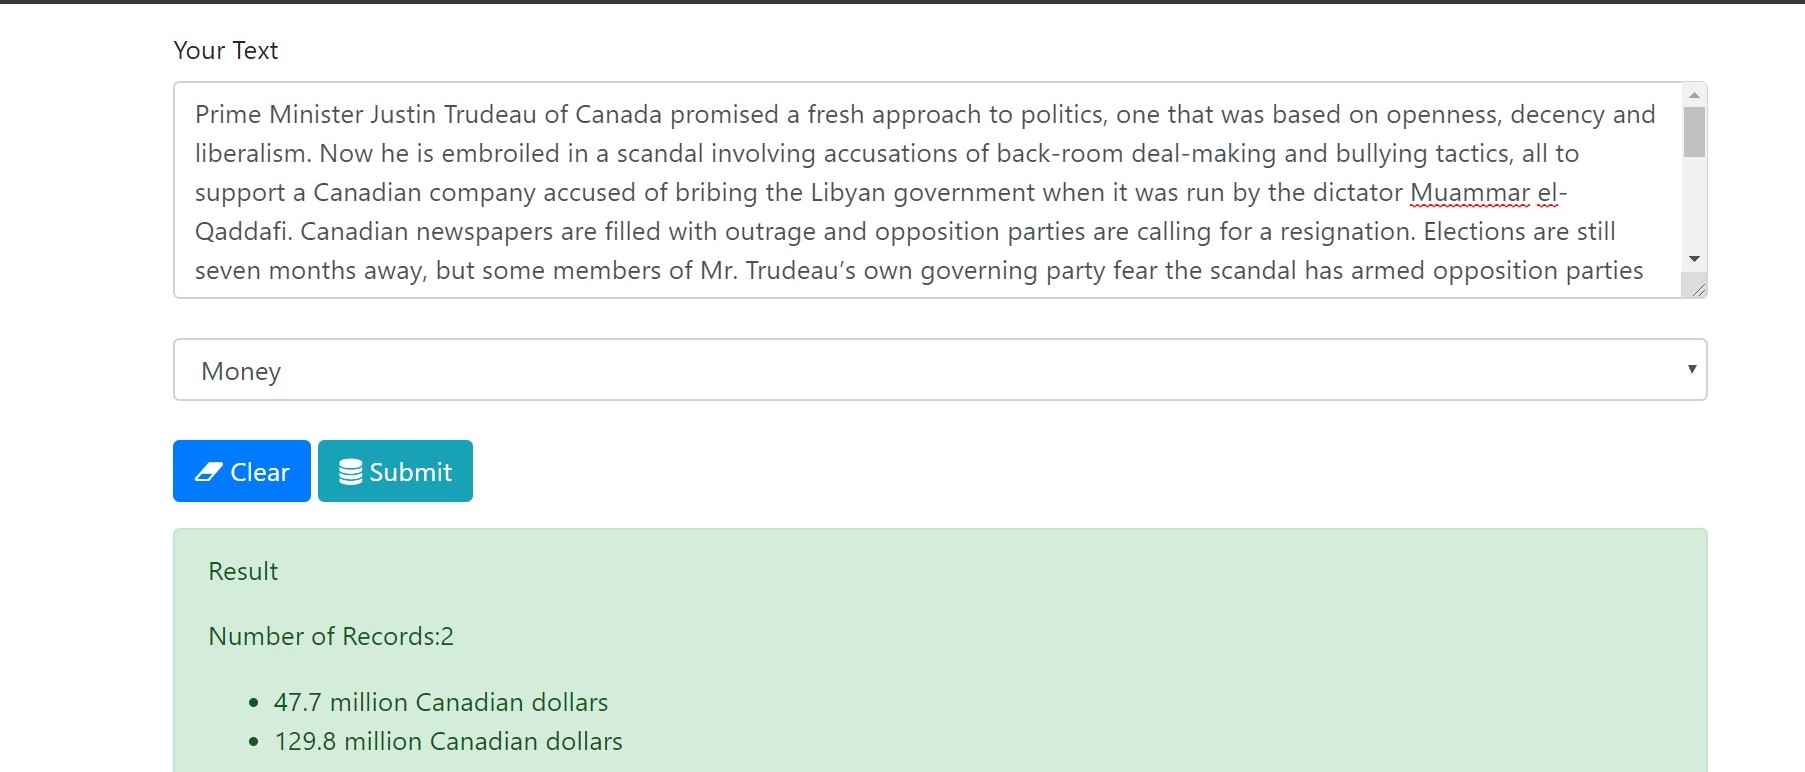 Your Text
Prime Minister Justin Trudeau of Canada promised a fresh approach to politics, one that was based on openness, decency and
liberalism. Now he is embroiled in a scandal involving accusations of back-room deal-making and bullying tactics, all to
support a Canadian company accused of bribing the Libyan government when it was run by the dictator Muammar el-
Qaddafi. Canadian newspapers are filled with outrage and opposition parties are calling for a resignation. Elections are still
seven months away, but some members of Mr. Trudeau’s own governing party fear the scandal has armed opposition parties
Money
Clear Submit
Result
Number of Records:2
• 47.7 million Canadian dollars
• 129.8 million Canadian dollars